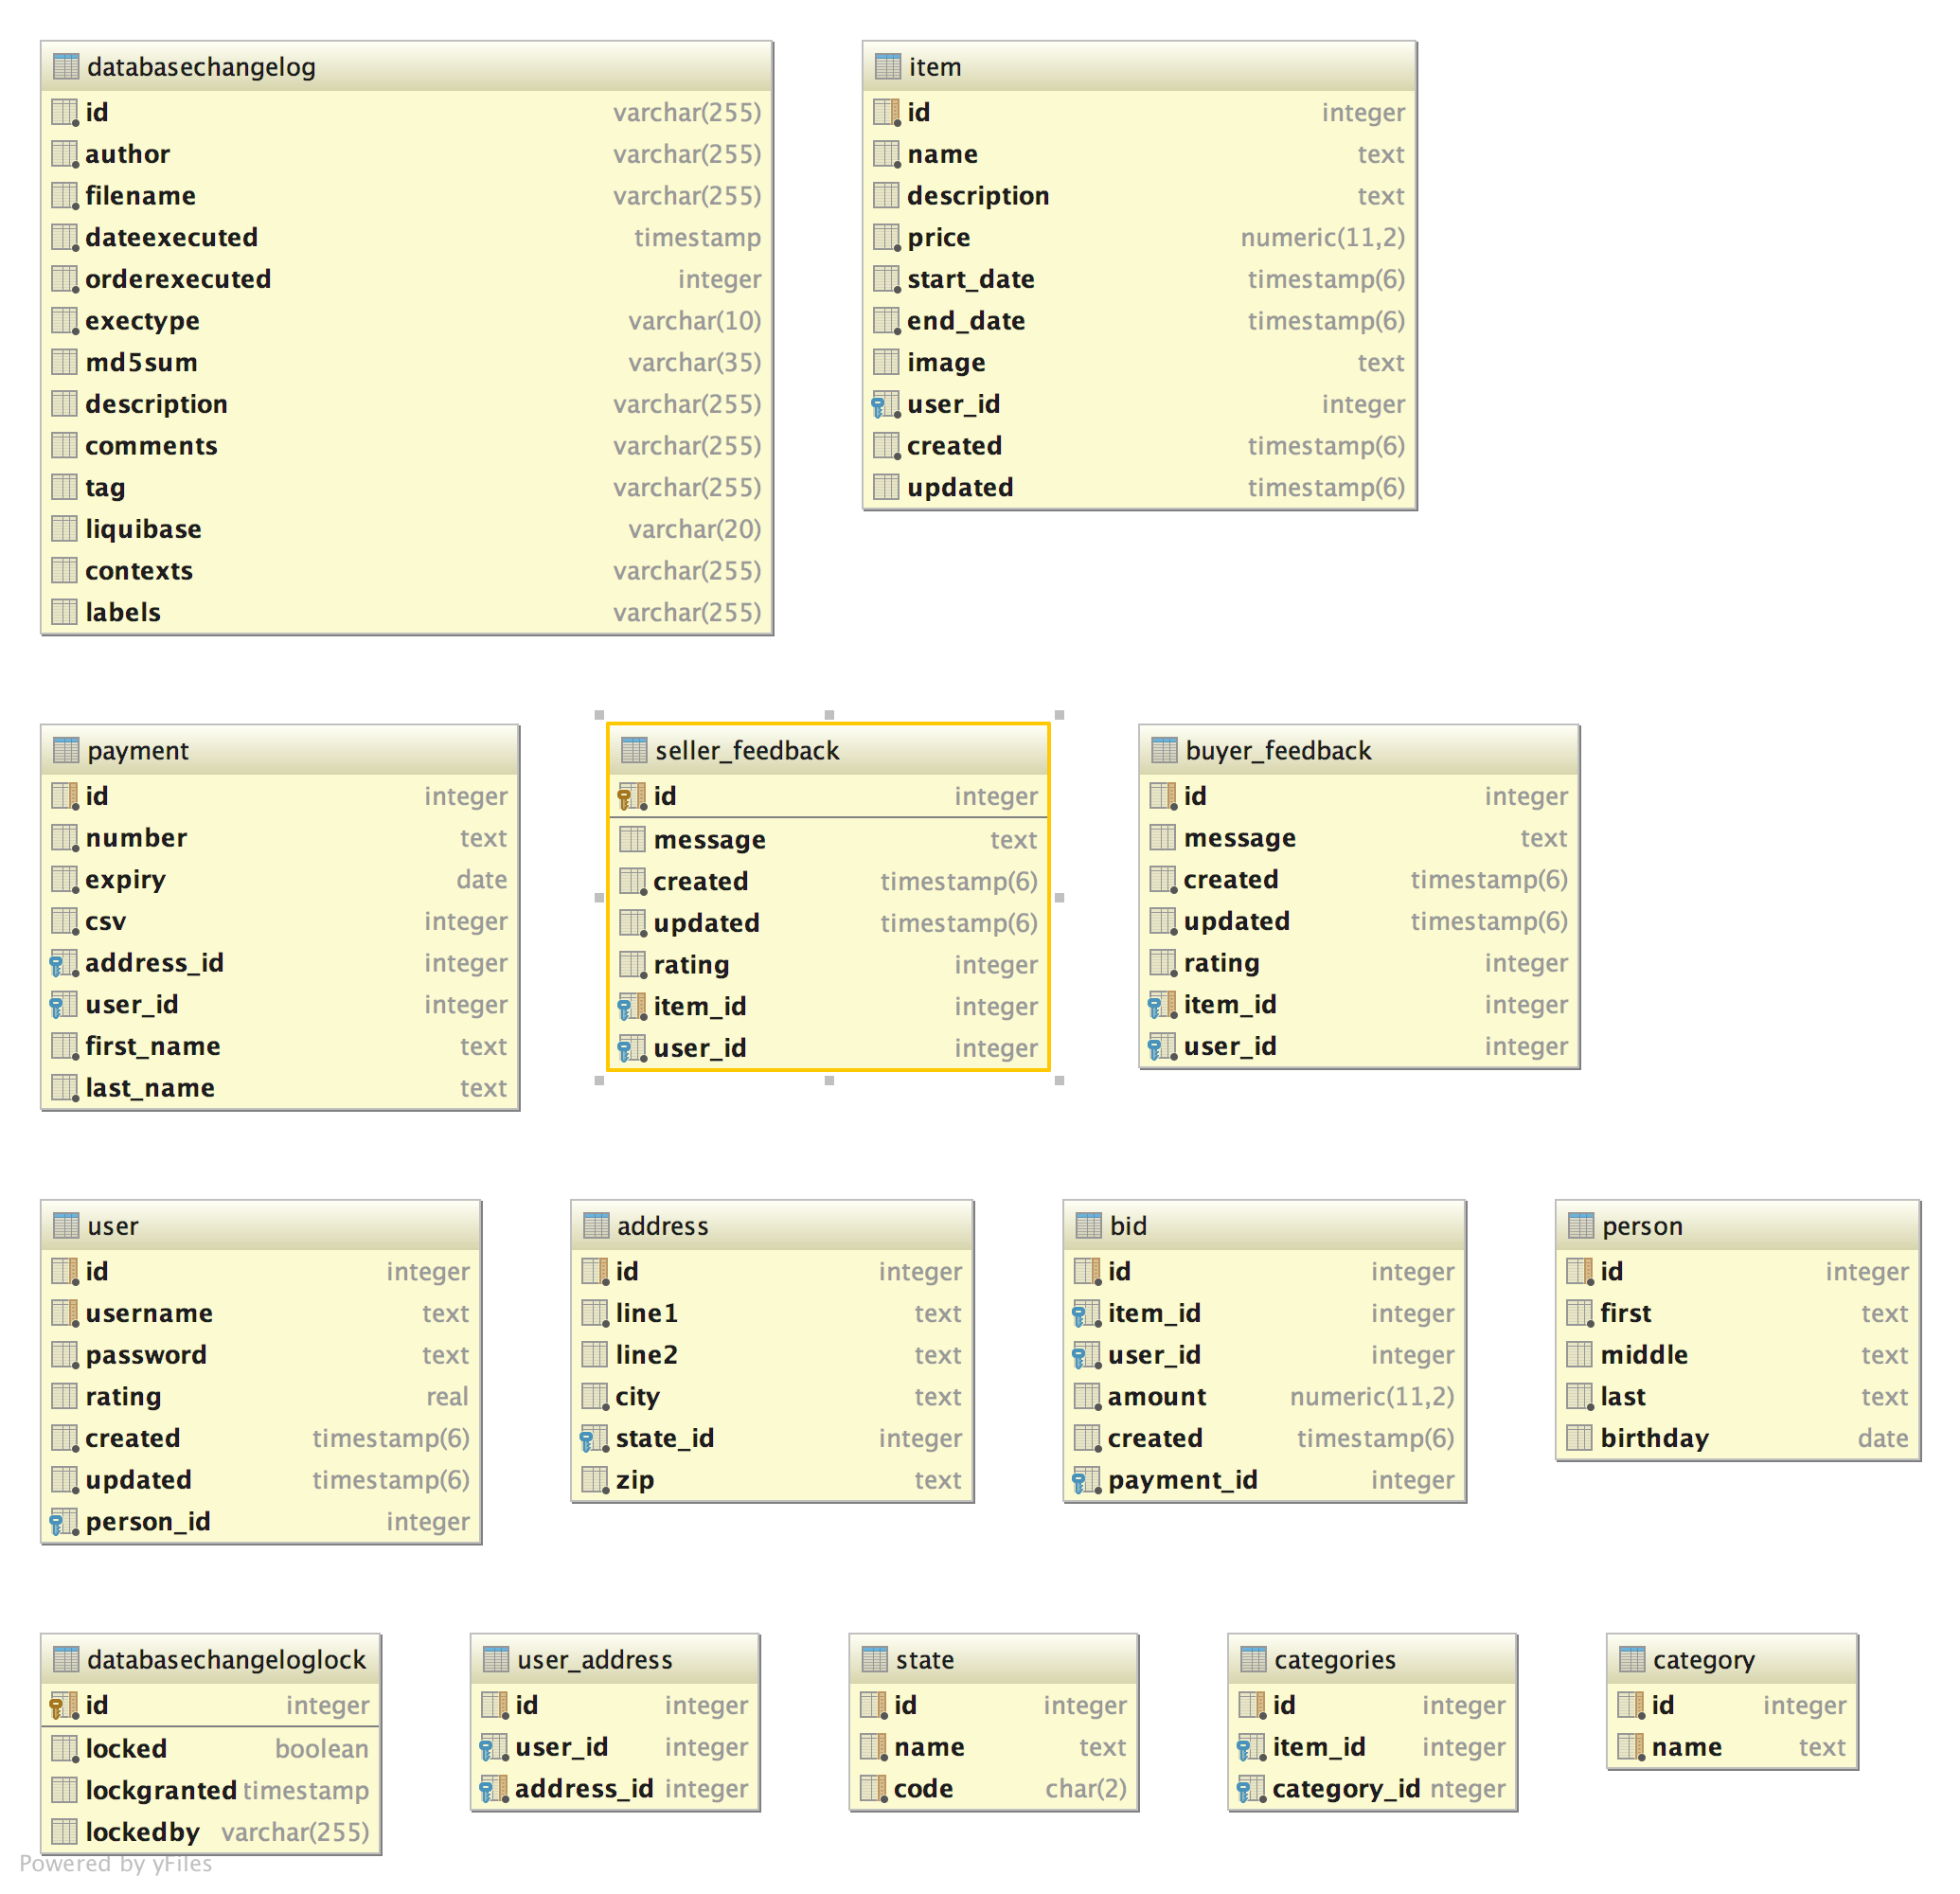 databasechangelog
id varchar(255)
author varchar(255)
filename varchar(255)
dateexecuted timestamp
orderexecuted integer
exectype varchar(10)
md5sum varchar(35)
description varchar(255)
comments varchar(255)
tag varchar(255)
liquibase varchar(20)
contexts varchar(255)
labels varchar(255)
item
id integer
name text
description text
price numeric(11,2)
start_date timestamp(6)
end_date timestamp(6)
image text
user_id integer
created timestamp(6)
updated timestamp(6)
payment
id integer
number text
expiry date
csv integer
address_id integer
user_id integer
first_name text
last_name text
seller_feedback
id integer
message text
created timestamp(6)
updated timestamp(6)
rating integer
item_id integer
user_id integer
buyer_feedback
id integer
message text
created timestamp(6)
updated timestamp(6)
rating integer
item_id integer
user_id integer
user
id integer
username text
password text
rating real
created timestamp(6)
updated timestamp(6)
person_id integer
address
id integer
line1 text
line2 text
city text
state_id integer
zip text
bid
id integer
item_id integer
user_id integer
amount numeric(11,2)
created timestamp(6)
payment_id integer
person
id integer
first text
middle text
last text
birthday date
databasechangeloglock
id integer
locked boolean
lockgranted timestamp
lockedby varchar(255)
user_address
id integer
user_id integer
address_id integer
state
id integer
name text
code char(2)
categories
id integer
item_id integer
category_id nteger
category
id integer
name text
Powered by yFiles